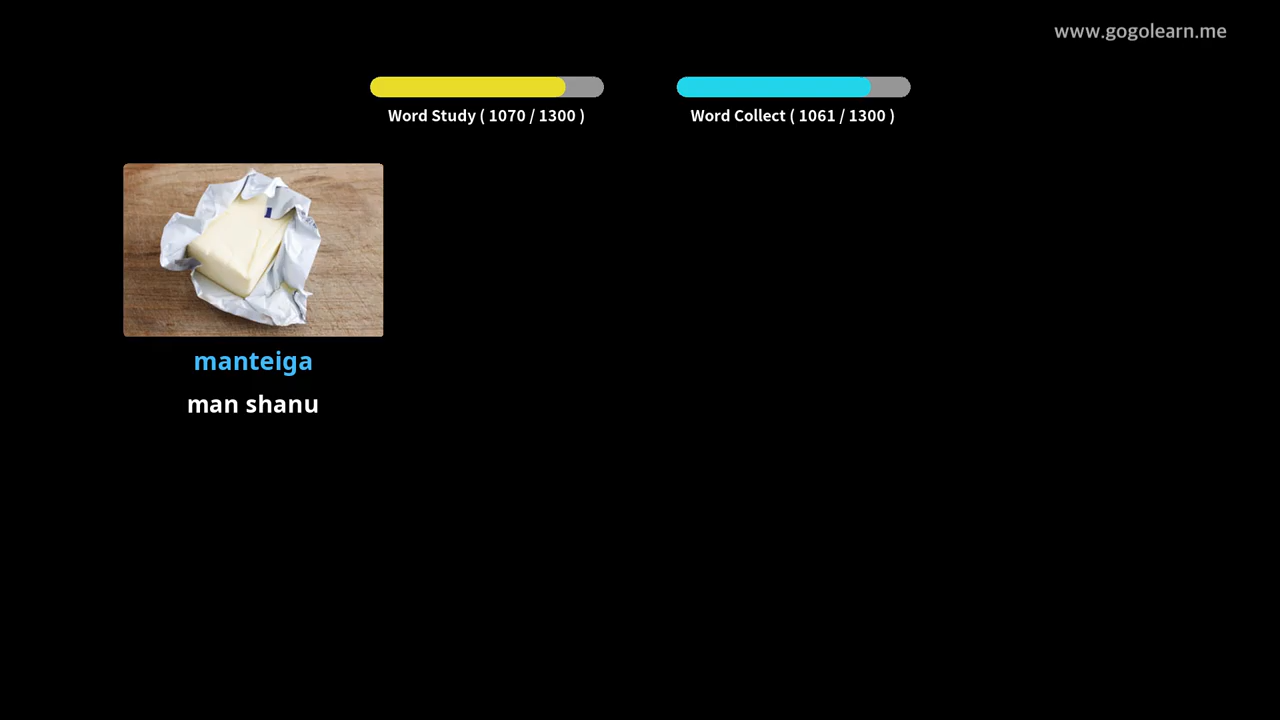 www.gogolearn.me
Word Study ( 1070 / 1300 )
Word Collect ( 1061 / 1300 )
manteiga
man shanu